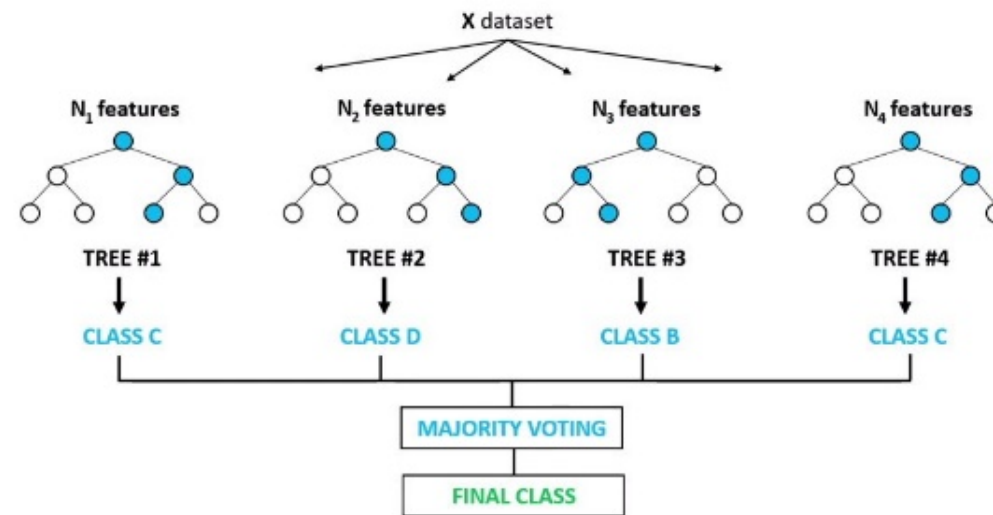 X dataset
N₁ features
N₂ features
N₃ features
N₄ features
TREE #1
TREE #2
TREE #3
TREE #4
CLASS C
CLASS D
CLASS B
CLASS C
MAJORITY VOTING
FINAL CLASS